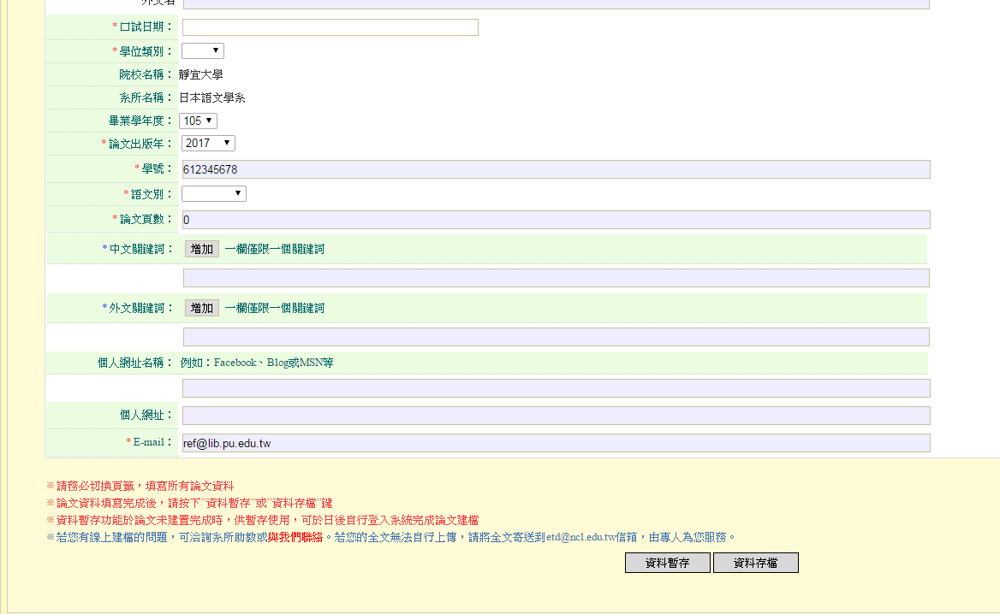 外文名
*口試日期：
*學位類別：
院校名稱： 靜宜大學
系所名稱： 日本語文學系
畢業學年度： 105
*論文出版年： 2017
*學號： 612345678
*語文別：
*論文頁數： 0
*中文關鍵詞： 增加 一欄僅限一個關鍵詞
*外文關鍵詞： 增加 一欄僅限一個關鍵詞
個人網址名稱： 例如：Facebook、Blog或MSN等
個人網址：
*E-mail： ref@lib.pu.edu.tw
※請務必切換頁籤，填寫所有論文資料
※論文資料填寫完成後，請按下"資料暫存"或"資料存檔"鍵
※資料暫存功能於論文未建置完成時，供暫存使用，可於日後自行登入系統完成論文建檔
※若您有線上建檔的問題，可洽詢系所助教或與我們聯絡。若您的全文無法自行上傳，請將全文寄送到etd@ncl.edu.tw信箱，由專人為您服務。
資料暫存 資料存檔